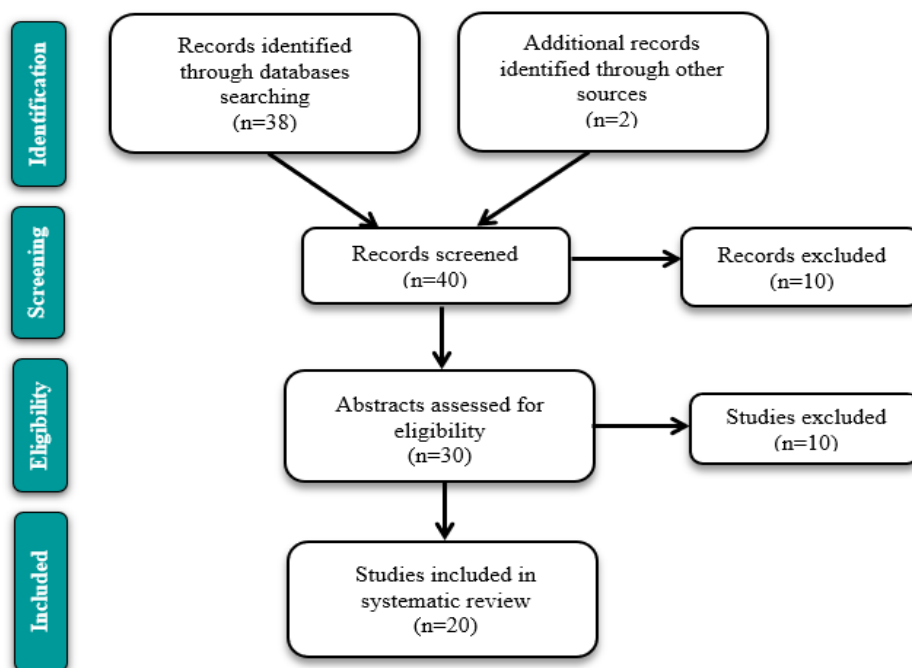 Identification
Records identified
through databases
searching
(n=38)
Additional records
identified through other
sources
(n=2)
Screening
Records screened
(n=40)
Records excluded
(n=10)
Eligibility
Abstracts assessed for
eligibility
(n=30)
Studies excluded
(n=10)
Included
Studies included in
systematic review
(n=20)